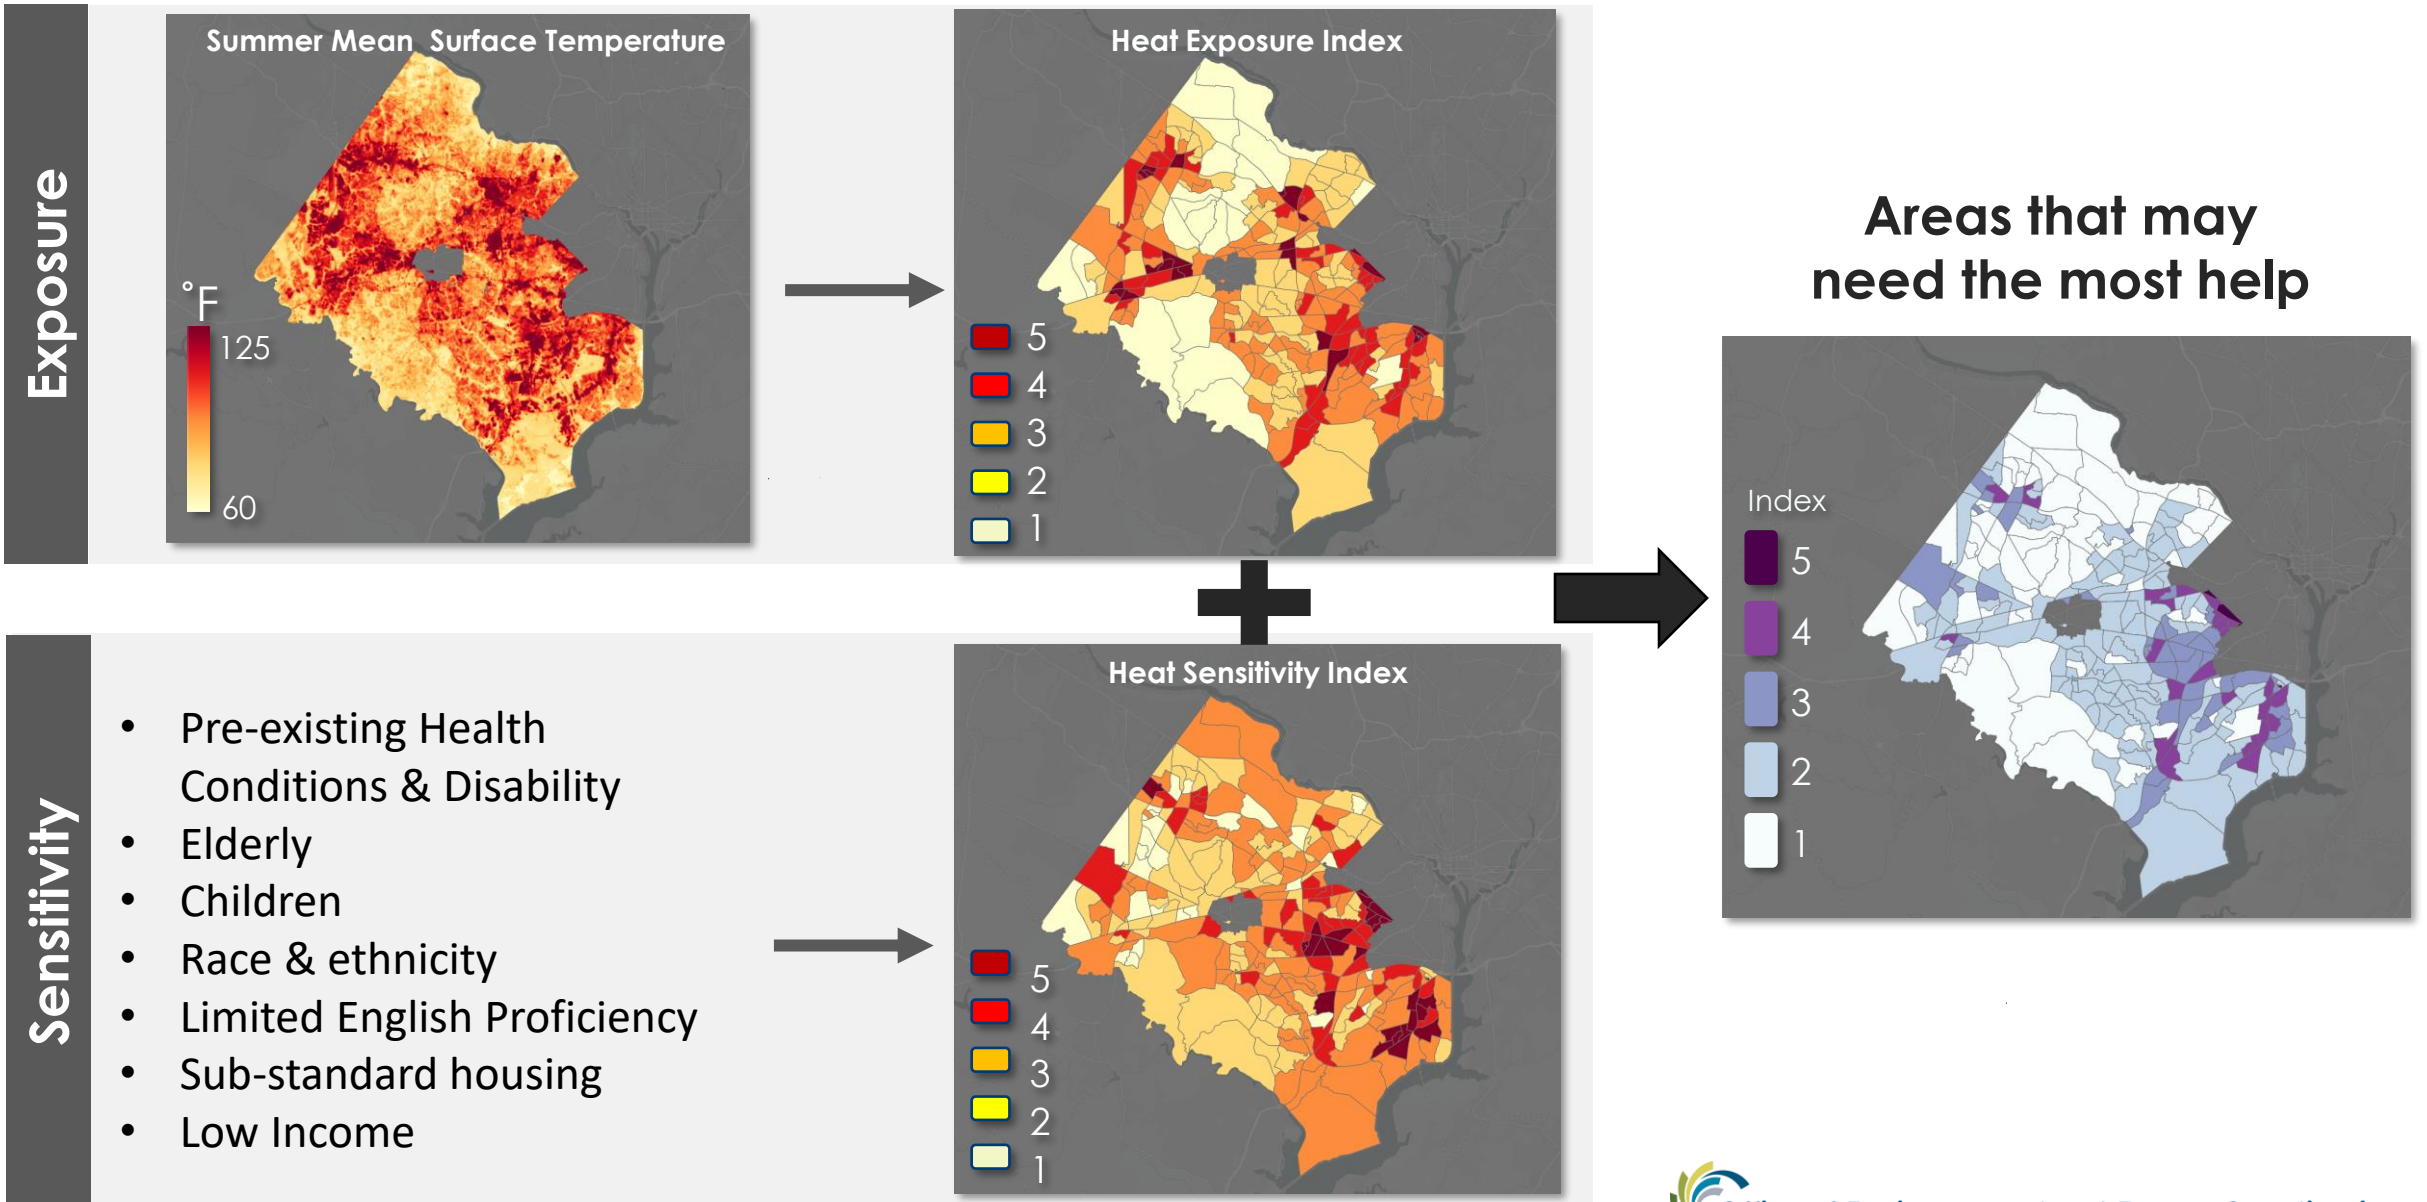 Exposure
Summer Mean Surface Temperature
°F
125
60
Heat Exposure Index
5
4
3
2
1
Sensitivity
• Pre-existing Health
Conditions & Disability
• Elderly
• Children
• Race & ethnicity
• Limited English Proficiency
• Sub-standard housing
• Low Income
Heat Sensitivity Index
5
4
3
2
1
Areas that may
need the most help
Index
5
4
3
2
1